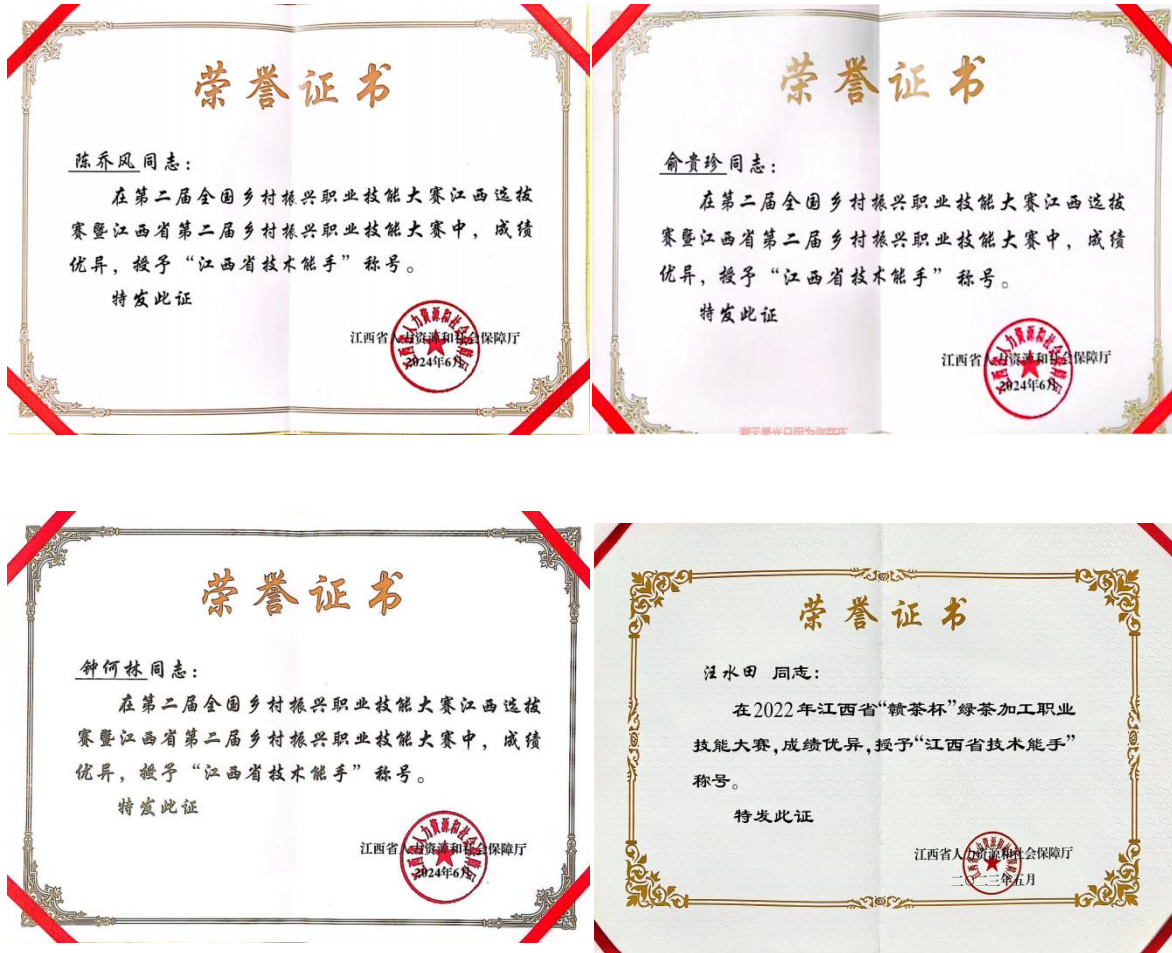 荣誉证书
陈乔风同志：
在第二届全国乡村振兴职业技能大赛江西选拔
赛暨江西省第二届乡村振兴职业技能大赛中，成绩
优异，授予“江西省技术能手”称号。
特发此证
江西省人力资源和社会保障厅
2024年6月
荣誉证书
俞贵珍同志：
在第二届全国乡村振兴职业技能大赛江西选拔
赛暨江西省第二届乡村振兴职业技能大赛中，成绩
优异，授予“江西省技术能手”称号。
特发此证
江西省人力资源和社会保障厅
2024年6月
荣誉证书
钟何林同志：
在第二届全国乡村振兴职业技能大赛江西选拔
赛暨江西省第二届乡村振兴职业技能大赛中，成绩
优异，授予“江西省技术能手”称号。
特发此证
江西省人力资源和社会保障厅
2024年6月
荣誉证书
汪水田 同志：
在2022年江西省“赣茶杯”绿茶加工职业
技能大赛，成绩优异，授予“江西省技术能手”
称号。
特发此证
江西省人力资源和社会保障厅
二〇二三年五月